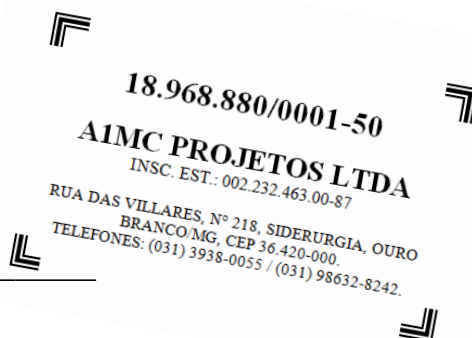 18.968.880/0001-50
A1MC PROJETOS LTDA
INSC. EST.: 002.232.463.00-87
RUA DAS VILLARES, Nº 218, SIDERURGIA, OURO
BRANCO/MG, CEP 36.420-000.
TELEFONES: (031) 3938-0055 / (031) 98632-8242.